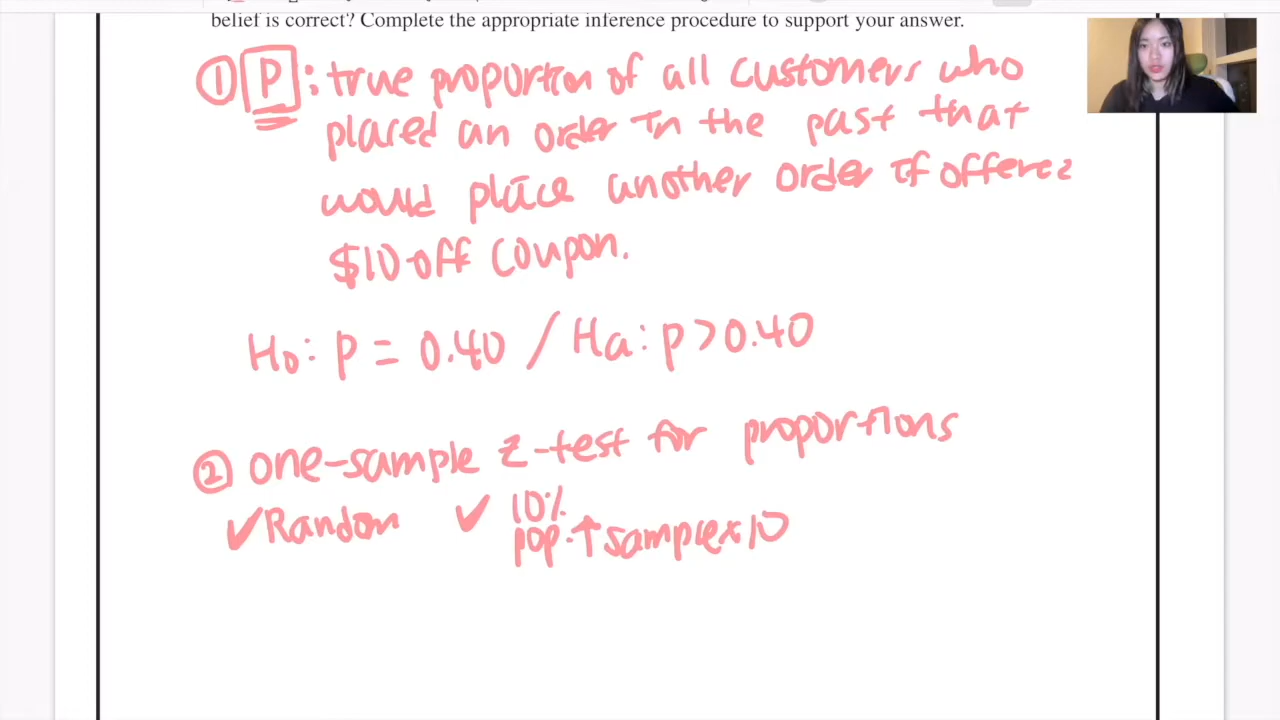 belief is correct? Complete the appropriate inference procedure to support your answer.
① P : true proportion of all customers who
placed an order in the past that
would place another order if offered
$10 off coupon.
H₀: p = 0.40 / Ha: p > 0.40
② one-sample z-test for proportions
✓ Random ✓ 10%
pop. ↑ sample × 10